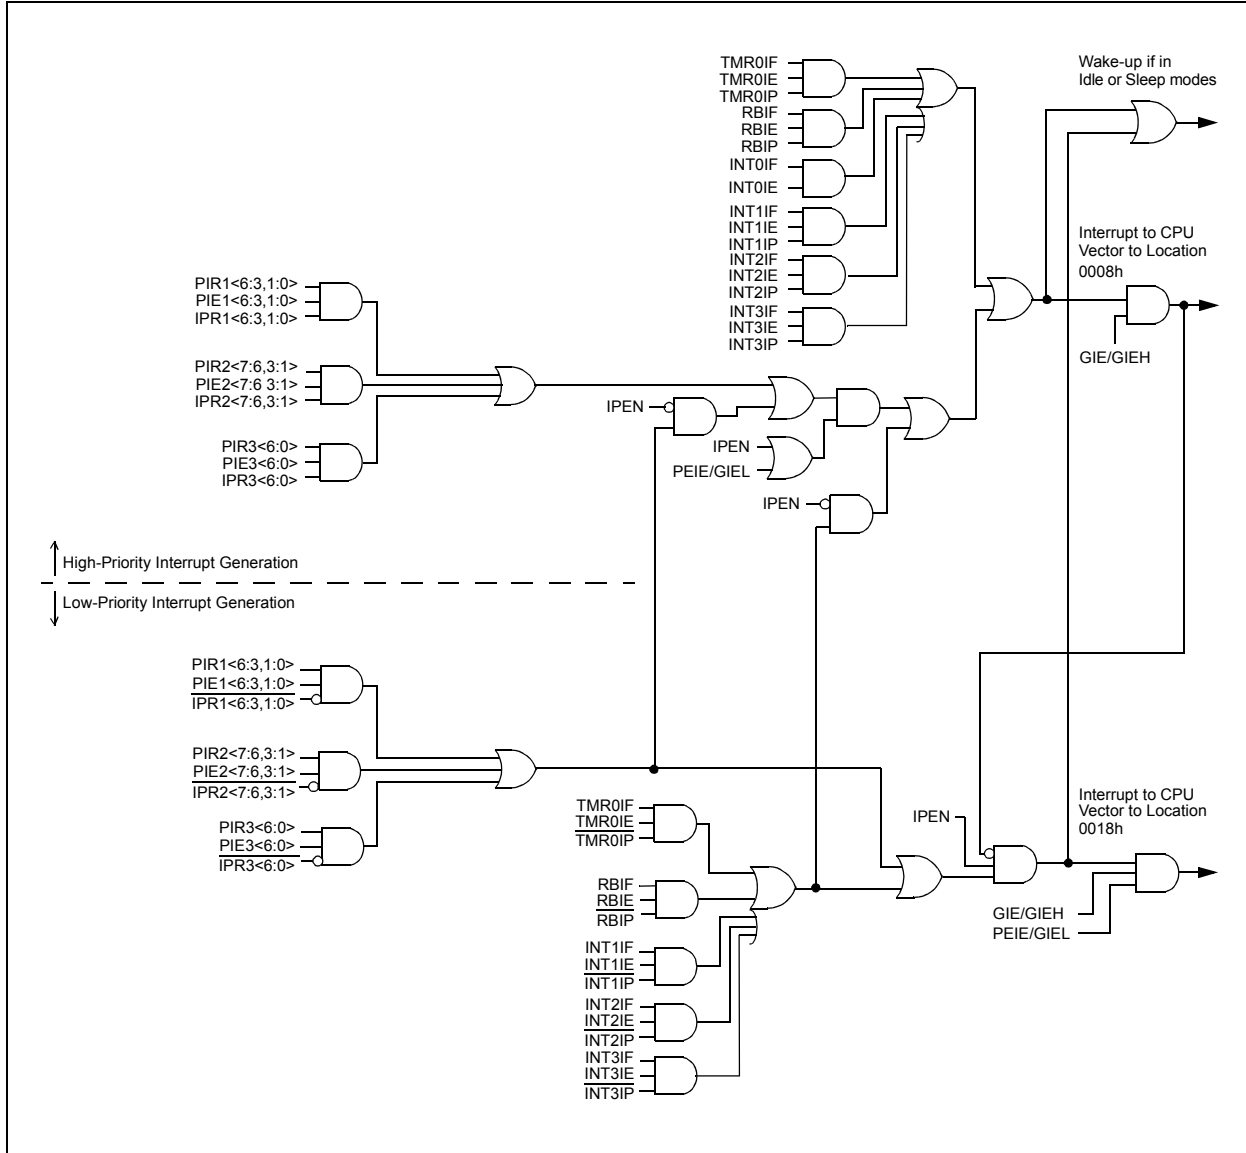 TMR0IF
TMR0IE
TMR0IP
RBIF
RBIE
RBIP
INT0IF
INT0IE
INT1IF
INT1IE
INT1IP
INT2IF
INT2IE
INT2IP
INT3IF
INT3IE
INT3IP
Wake-up if in
Idle or Sleep modes
Interrupt to CPU
Vector to Location
0008h
GIE/GIEH
PIR1<6:3,1:0>
PIE1<6:3,1:0>
IPR1<6:3,1:0>
PIR2<7:6,3:1>
PIE2<7:6 3:1>
IPR2<7:6,3:1>
PIR3<6:0>
PIE3<6:0>
IPR3<6:0>
IPEN
IPEN
PEIE/GIEL
IPEN
High-Priority Interrupt Generation
Low-Priority Interrupt Generation
PIR1<6:3,1:0>
PIE1<6:3,1:0>
IPR1<6:3,1:0>
PIR2<7:6,3:1>
PIE2<7:6,3:1>
IPR2<7:6,3:1>
PIR3<6:0>
PIE3<6:0>
IPR3<6:0>
TMR0IF
TMR0IE
TMR0IP
RBIF
RBIE
RBIP
INT1IF
INT1IE
INT1IP
INT2IF
INT2IE
INT2IP
INT3IF
INT3IE
INT3IP
IPEN
Interrupt to CPU
Vector to Location
0018h
GIE/GIEH
PEIE/GIEL